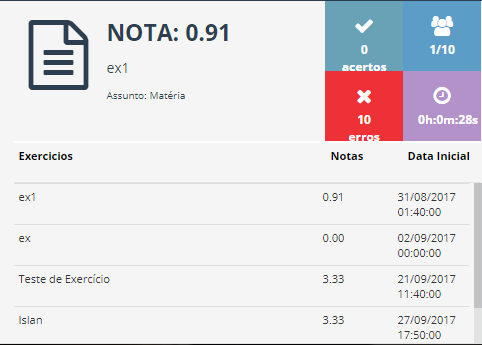 NOTA: 0.91
ex1
Assunto: Matéria
0
acertos
1/10
10
erros
0h:0m:28s
Exercicios Notas Data Inicial
ex1 0.91 31/08/2017
01:40:00
ex 0.00 02/09/2017
00:00:00
Teste de Exercício 3.33 21/09/2017
11:40:00
Islan 3.33 27/09/2017
17:50:00